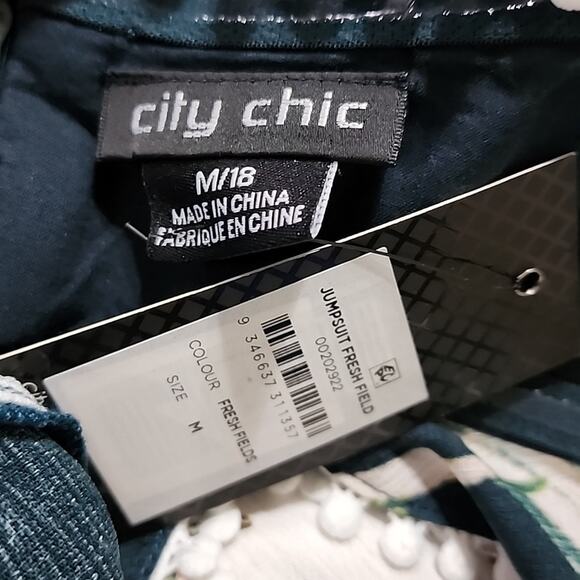 city chic
M/18
MADE IN CHINA
FABRIQUE EN CHINE
JUMPSUIT FRESH FIELD
00202922
9 346637 311357
COLOUR FRESH FIELDS
SIZE M